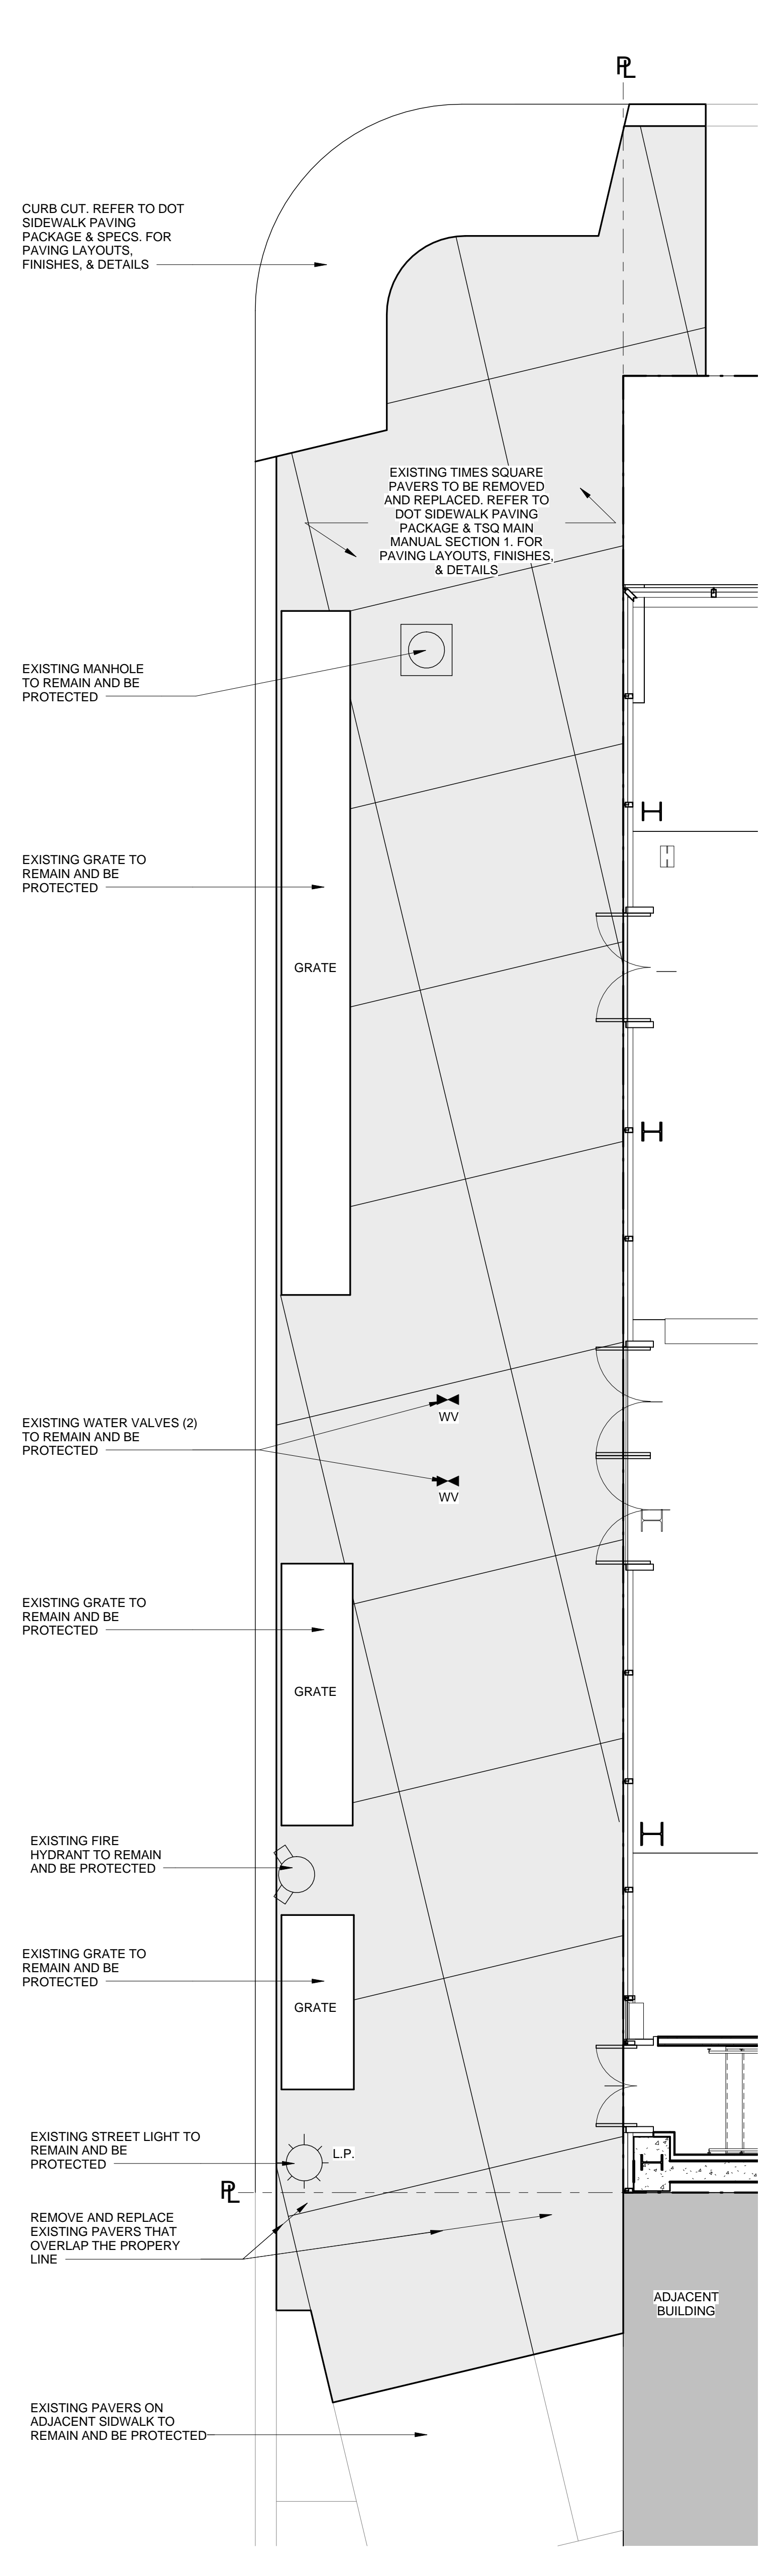 PL
CURB CUT. REFER TO DOT
SIDEWALK PAVING
PACKAGE & SPECS. FOR
PAVING LAYOUTS,
FINISHES, & DETAILS
EXISTING TIMES SQUARE
PAVERS TO BE REMOVED
AND REPLACED. REFER TO
DOT SIDEWALK PAVING
PACKAGE & TSQ MAIN
MANUAL SECTION 1. FOR
PAVING LAYOUTS, FINISHES,
& DETAILS
EXISTING MANHOLE
TO REMAIN AND BE
PROTECTED
EXISTING GRATE TO
REMAIN AND BE
PROTECTED
GRATE
WV
EXISTING WATER VALVES (2)
TO REMAIN AND BE
PROTECTED
WV
EXISTING GRATE TO
REMAIN AND BE
PROTECTED
GRATE
EXISTING FIRE
HYDRANT TO REMAIN
AND BE PROTECTED
EXISTING GRATE TO
REMAIN AND BE
PROTECTED
GRATE
EXISTING STREET LIGHT TO
REMAIN AND BE
PROTECTED
L.P.
PL
REMOVE AND REPLACE
EXISTING PAVERS THAT
OVERLAP THE PROPERY
LINE
ADJACENT
BUILDING
EXISTING PAVERS ON
ADJACENT SIDWALK TO
REMAIN AND BE PROTECTED